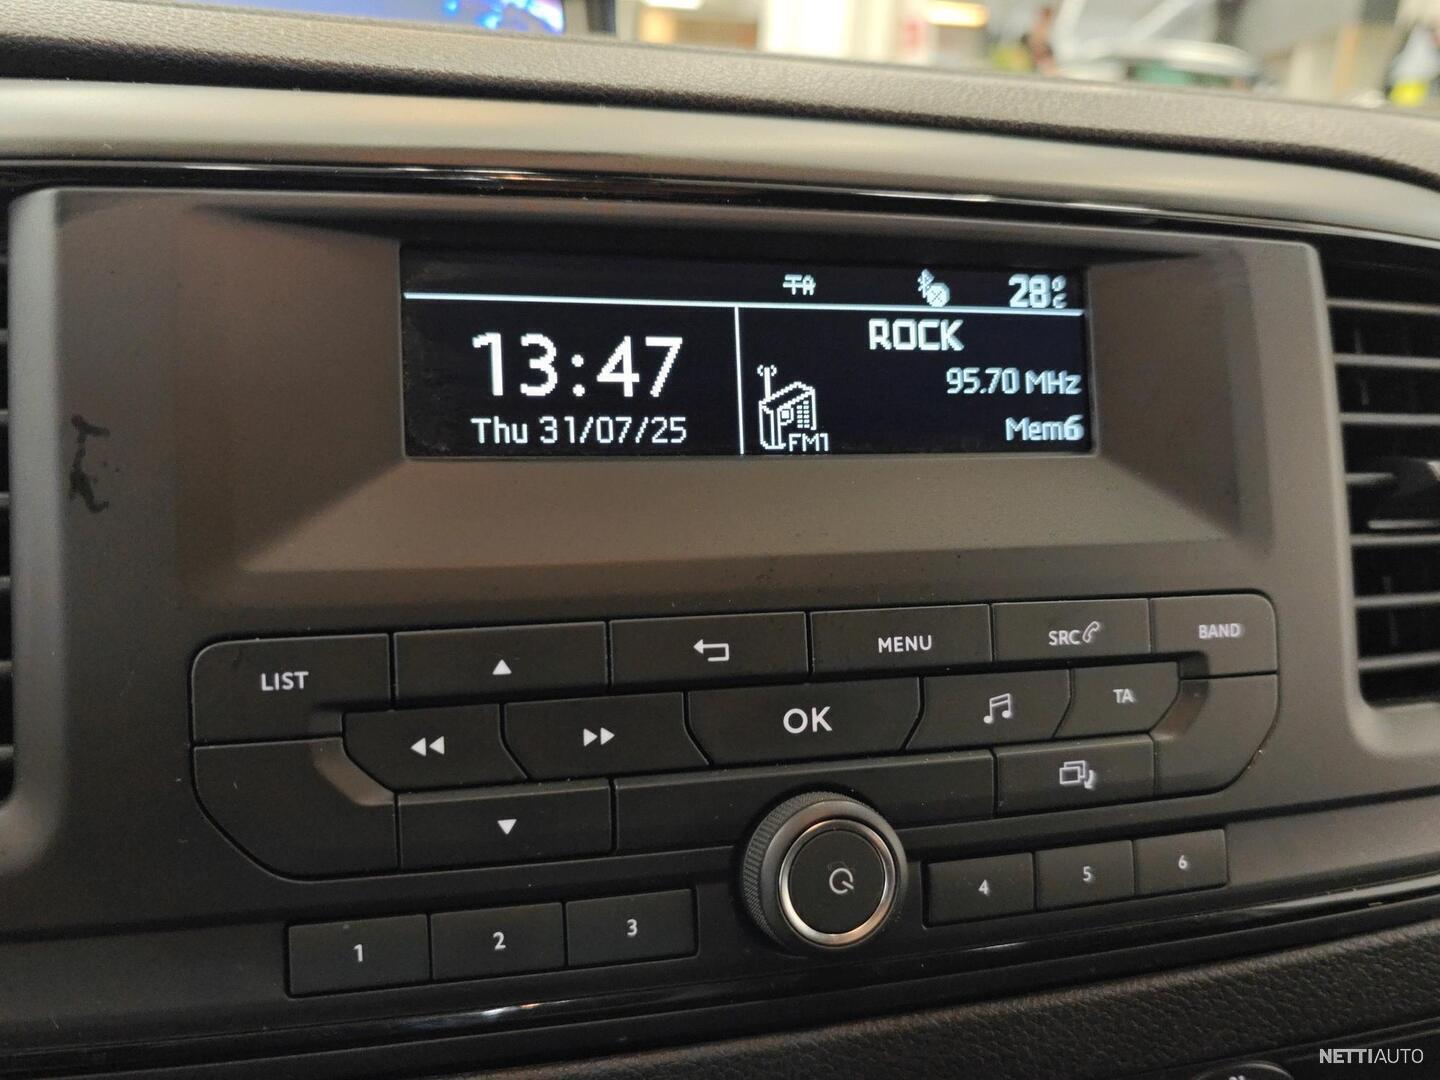 TA
28°C
13:47
Thu 31/07/25
ROCK
95.70 MHz
FM1
Mem6
LIST
MENU
SRC
BAND
OK
TA
1
2
3
4
5
6
NETTIAUTO